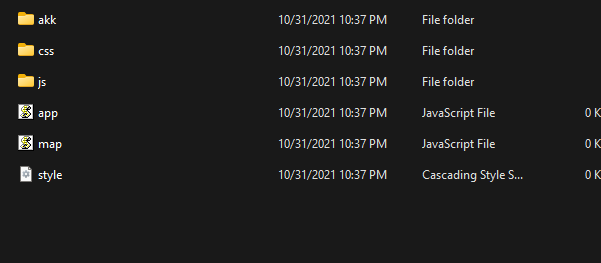 akk 10/31/2021 10:37 PM File folder
css 10/31/2021 10:37 PM File folder
js 10/31/2021 10:37 PM File folder
app 10/31/2021 10:37 PM JavaScript File 0 K
map 10/31/2021 10:37 PM JavaScript File 0 K
style 10/31/2021 10:37 PM Cascading Style S... 0 K